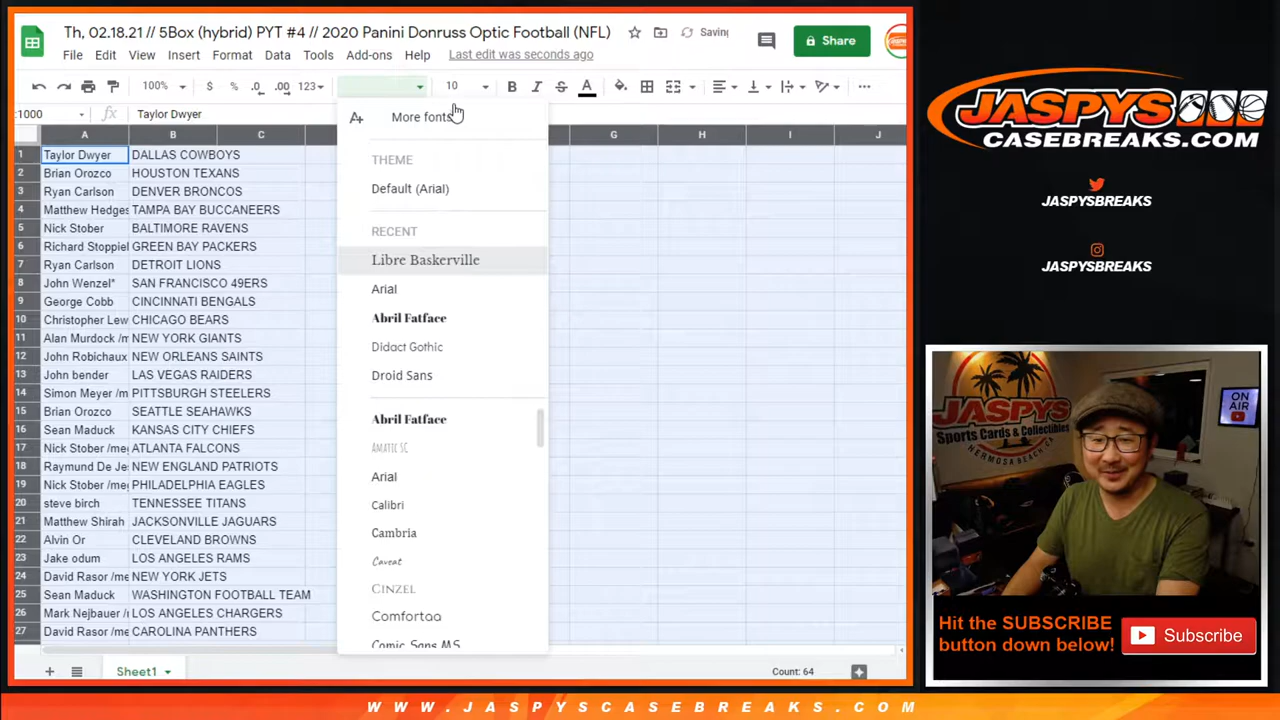 Th, 02.18.21 // 5Box (hybrid) PYT #4 // 2020 Panini Donruss Optic Football (NFL)
Saving
Share
File Edit View Insert Format Data Tools Add-ons Help Last edit was seconds ago
100% $ % .0 .00 123 10 B I S A
:1000 fx Taylor Dwyer
A B C G H I J
1 Taylor Dwyer DALLAS COWBOYS
2 Brian Orozco HOUSTON TEXANS
3 Ryan Carlson DENVER BRONCOS
4 Matthew Hedges TAMPA BAY BUCCANEERS
5 Nick Stober BALTIMORE RAVENS
6 Richard Stoppiel GREEN BAY PACKERS
7 Ryan Carlson DETROIT LIONS
8 John Wenzel* SAN FRANCISCO 49ERS
9 George Cobb CINCINNATI BENGALS
10 Christopher Lew CHICAGO BEARS
11 Alan Murdock /m NEW YORK GIANTS
12 John Robichaux NEW ORLEANS SAINTS
13 John bender LAS VEGAS RAIDERS
14 Simon Meyer /m PITTSBURGH STEELERS
15 Brian Orozco SEATTLE SEAHAWKS
16 Sean Maduck KANSAS CITY CHIEFS
17 Nick Stober /meg ATLANTA FALCONS
18 Raymund De Je NEW ENGLAND PATRIOTS
19 Nick Stober /meg PHILADELPHIA EAGLES
20 steve birch TENNESSEE TITANS
21 Matthew Shirah JACKSONVILLE JAGUARS
22 Alvin Or CLEVELAND BROWNS
23 Jake odum LOS ANGELES RAMS
24 David Rasor /me NEW YORK JETS
25 Sean Maduck WASHINGTON FOOTBALL TEAM
26 Mark Nejbauer /n LOS ANGELES CHARGERS
27 David Rasor /me CAROLINA PANTHERS
More fonts
THEME
Default (Arial)
RECENT
Libre Baskerville
Arial
Abril Fatface
Didact Gothic
Droid Sans
Abril Fatface
AMATIC SC
Arial
Calibri
Cambria
Caveat
CINZEL
Comfortaa
Comic Sans MS
Sheet1
Count: 64
JASPYS
CASEBREAKS.COM
JASPYSBREAKS
JASPYSBREAKS
JASPYS
Sports Cards & Collectibles
HERMOSA BEACH
ON AIR
Hit the SUBSCRIBE
button down below!
Subscribe
WWW.JASPYSCASEBREAKS.COM